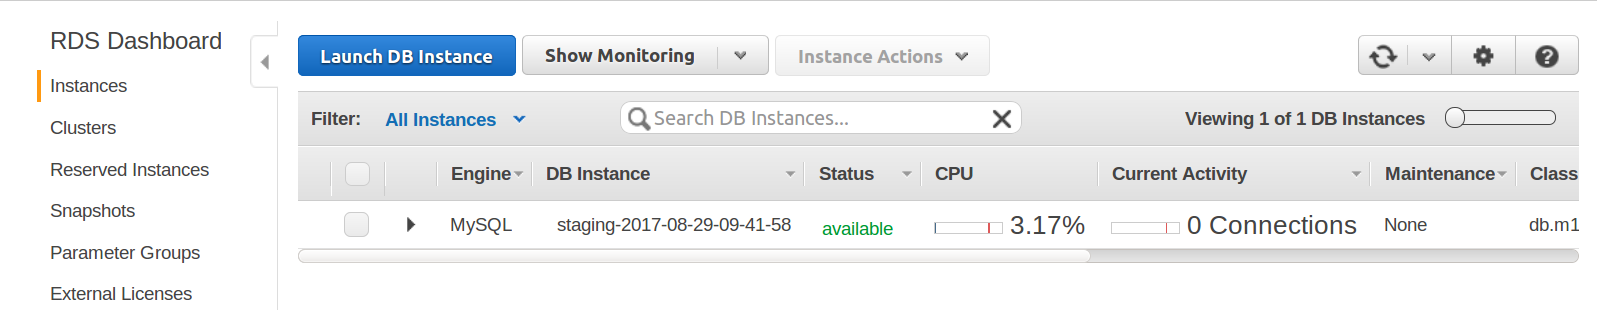 RDS Dashboard
Instances
Clusters
Reserved Instances
Snapshots
Parameter Groups
External Licenses
Launch DB Instance
Show Monitoring
Instance Actions
Filter: All Instances
Search DB Instances...
Viewing 1 of 1 DB Instances
Engine DB Instance Status CPU Current Activity Maintenance Class
MySQL staging-2017-08-29-09-41-58 available 3.17% 0 Connections None db.m1